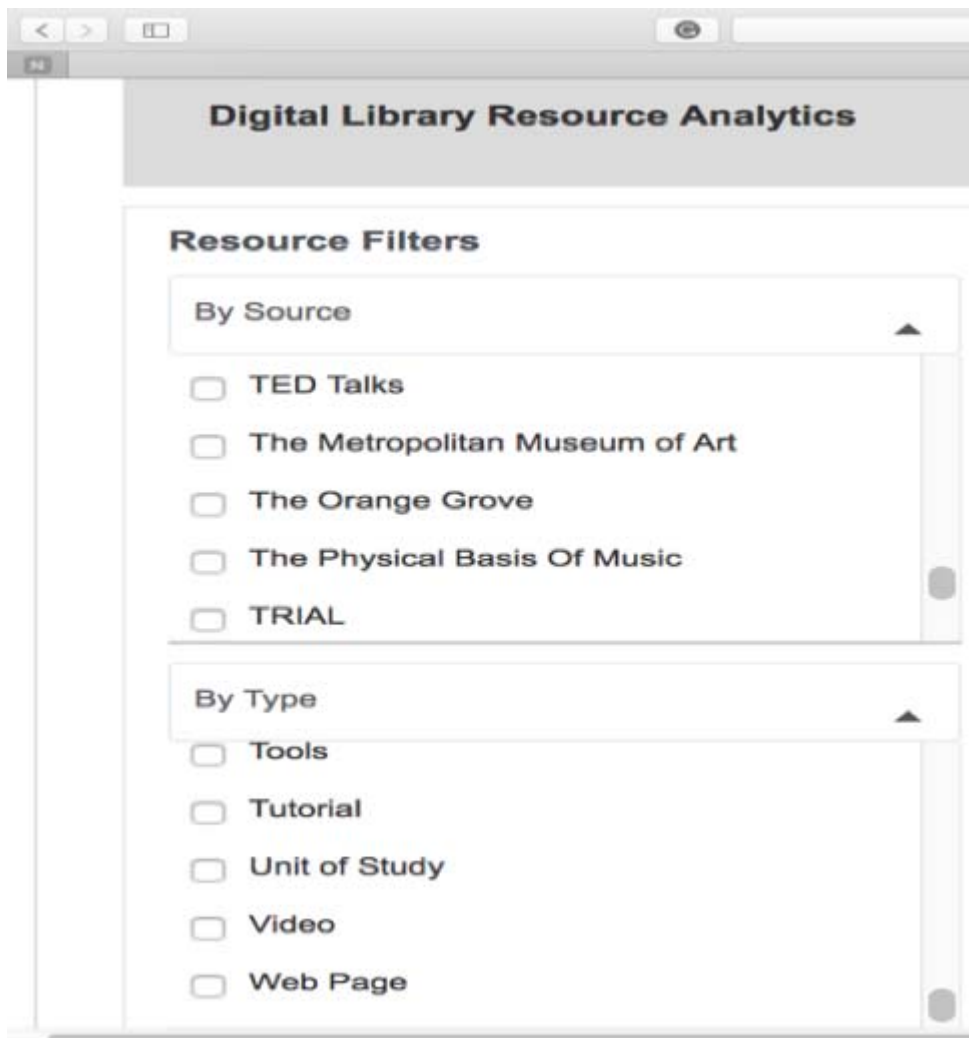 Digital Library Resource Analytics
Resource Filters
By Source
TED Talks
The Metropolitan Museum of Art
The Orange Grove
The Physical Basis Of Music
TRIAL
By Type
Tools
Tutorial
Unit of Study
Video
Web Page